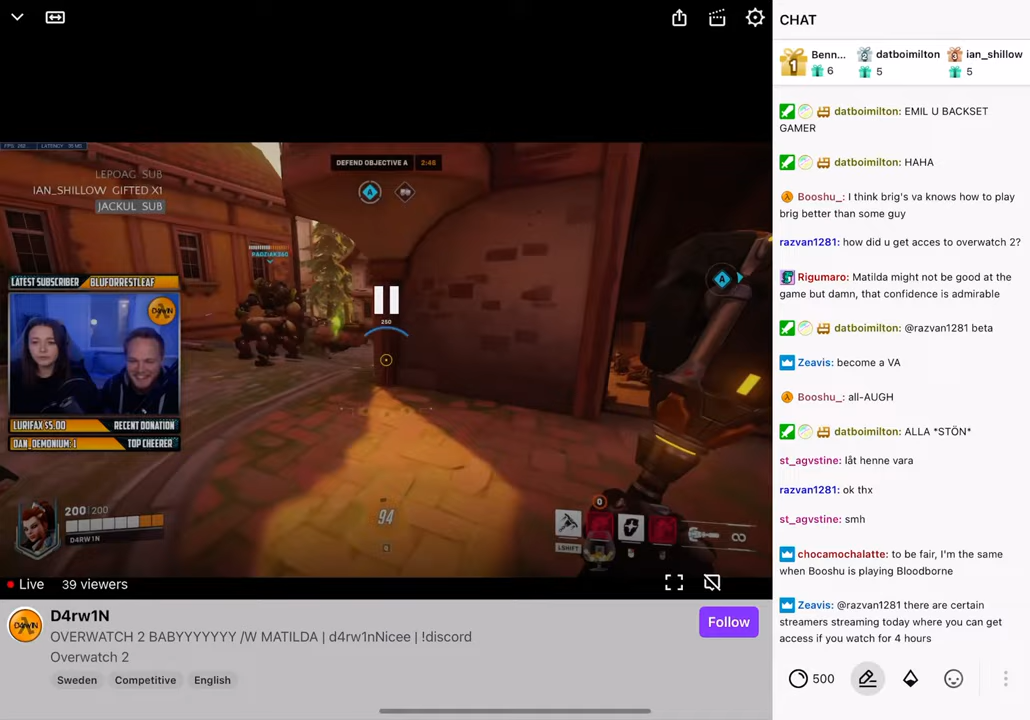 CHAT
Benn...
6
datboimilton
5
ian_shillow
5
datboimilton: EMIL U BACKSET
GAMER
datboimilton: HAHA
Booshu_: I think brig's va knows how to play
brig better than some guy
razvan1281: how did u get acces to overwatch 2?
Rigumaro: Matilda might not be good at the
game but damn, that confidence is admirable
datboimilton: @razvan1281 beta
Zeavis: become a VA
Booshu_: all-AUGH
datboimilton: ALLA *STÖN*
st_agvstine: låt henne vara
razvan1281: ok thx
st_agvstine: smh
chocamochalatte: to be fair, I'm the same
when Booshu is playing Bloodborne
Zeavis: @razvan1281 there are certain
streamers streaming today where you can get
access if you watch for 4 hours
500
LEPOAG SUB
IAN_SHILLOW GIFTED X1
JACKUL SUB
DEFEND OBJECTIVE A 2:46
A
A
LATEST SUBSCRIBER BLUFORRESTLEAF
LURIFAX $5.00 RECENT DONATION
DAN_DEMONIUM: 1 TOP CHEERER
250
200 200
D4RW1N
94
0
LSHIFT
Live 39 viewers
D4rw1N
OVERWATCH 2 BABYYYYYYY /W MATILDA | d4rw1nNicee | !discord
Overwatch 2
Sweden Competitive English
Follow